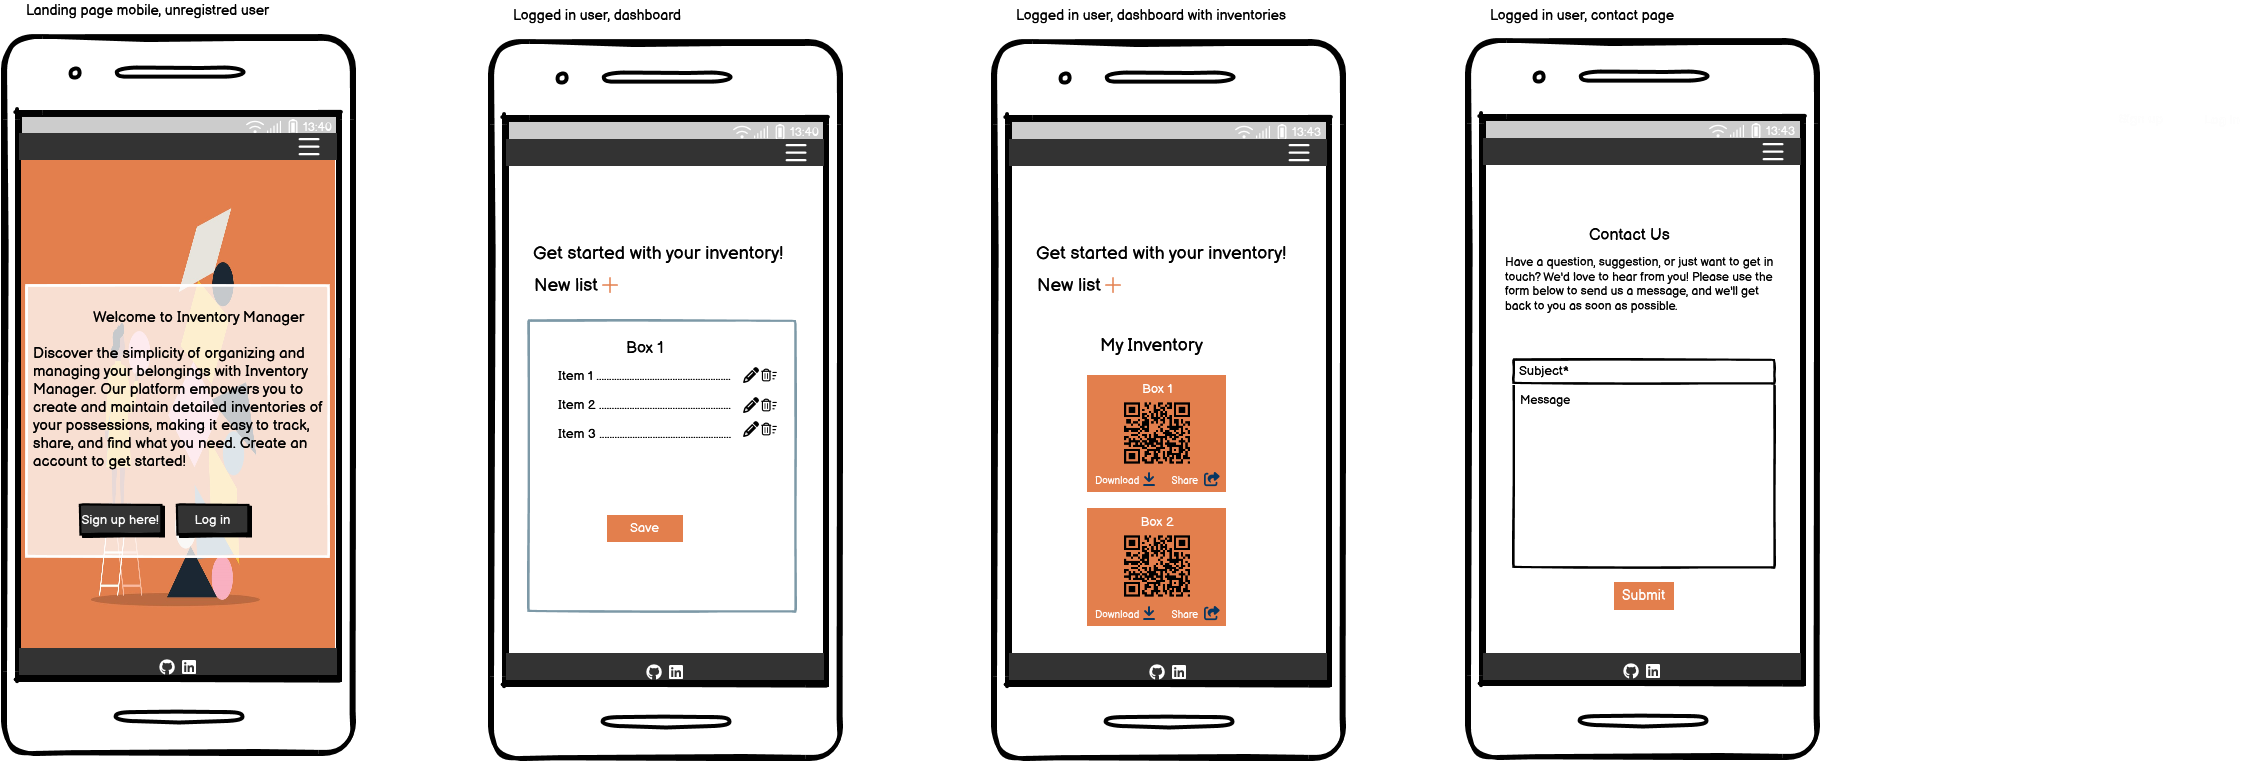 Landing page mobile, unregistred user
13:40
Welcome to Inventory Manager
Discover the simplicity of organizing and
managing your belongings with Inventory
Manager. Our platform empowers you to
create and maintain detailed inventories of
your possessions, making it easy to track,
share, and find what you need. Create an
account to get started!
Sign up here!
Log in
in
Logged in user, dashboard
13:40
Get started with your inventory!
New list +
Box 1
Item 1 ................................
Item 2 ................................
Item 3 ................................
Save
in
Logged in user, dashboard with inventories
13:43
Get started with your inventory!
New list +
My Inventory
Box 1
Download Share
Box 2
Download Share
in
Logged in user, contact page
13:43
Contact Us
Have a question, suggestion, or just want to get in
touch? We'd love to hear from you! Please use the
form below to send us a message, and we'll get
back to you as soon as possible.
Subject*
Message
Submit
in